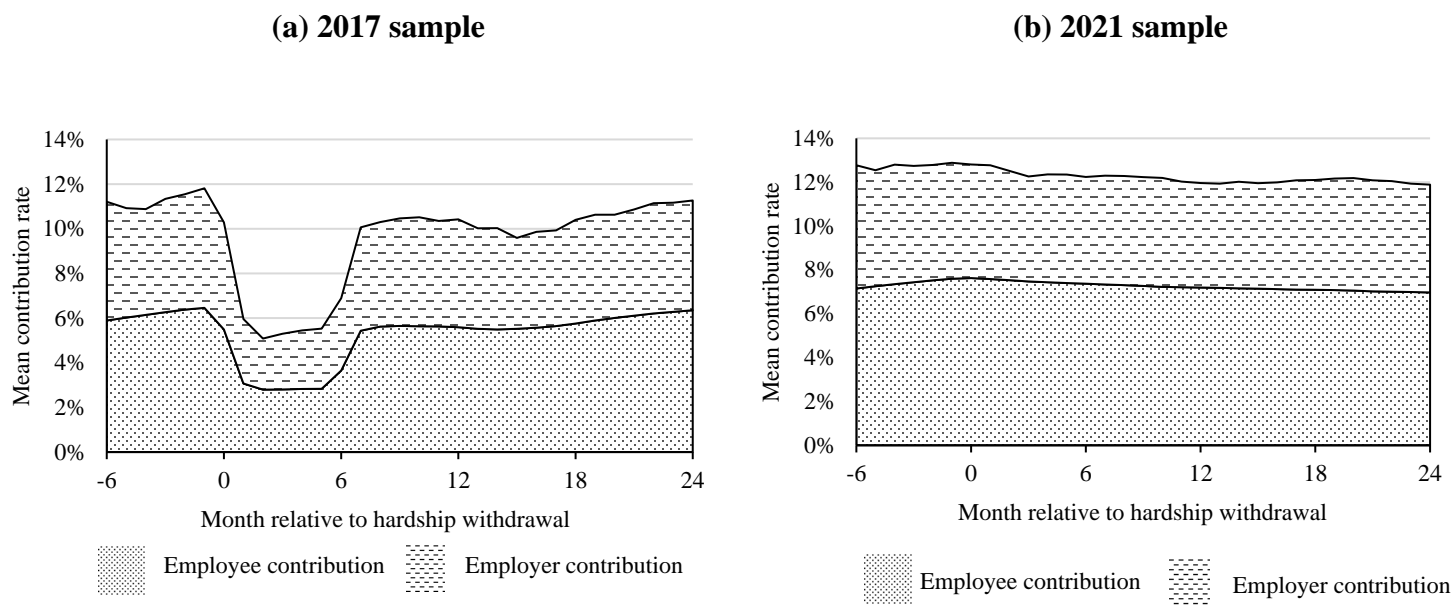 (a) 2017 sample
14%
12%
10%
8%
6%
4%
2%
0%
Mean contribution rate
-6 0 6 12 18 24
Month relative to hardship withdrawal
Employee contribution Employer contribution
(b) 2021 sample
14%
12%
10%
8%
6%
4%
2%
0%
Mean contribution rate
-6 0 6 12 18 24
Month relative to hardship withdrawal
Employee contribution Employer contribution